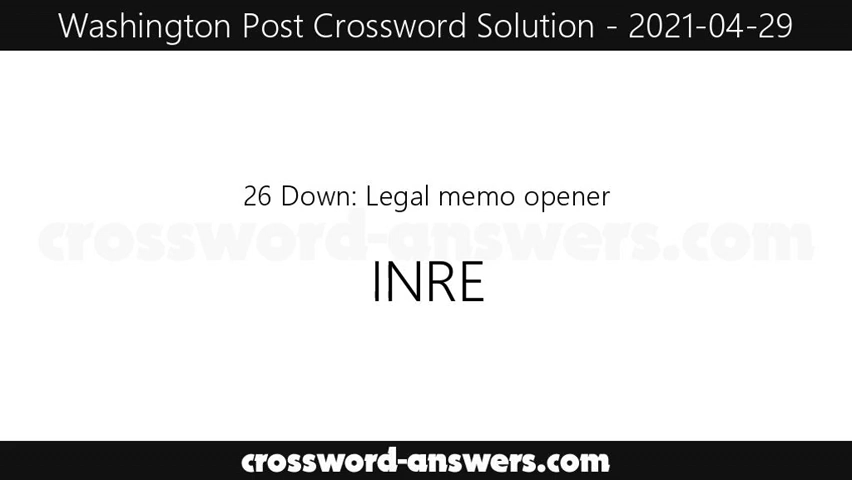 Washington Post Crossword Solution - 2021-04-29
26 Down: Legal memo opener
crossword-answers.com
INRE
crossword-answers.com